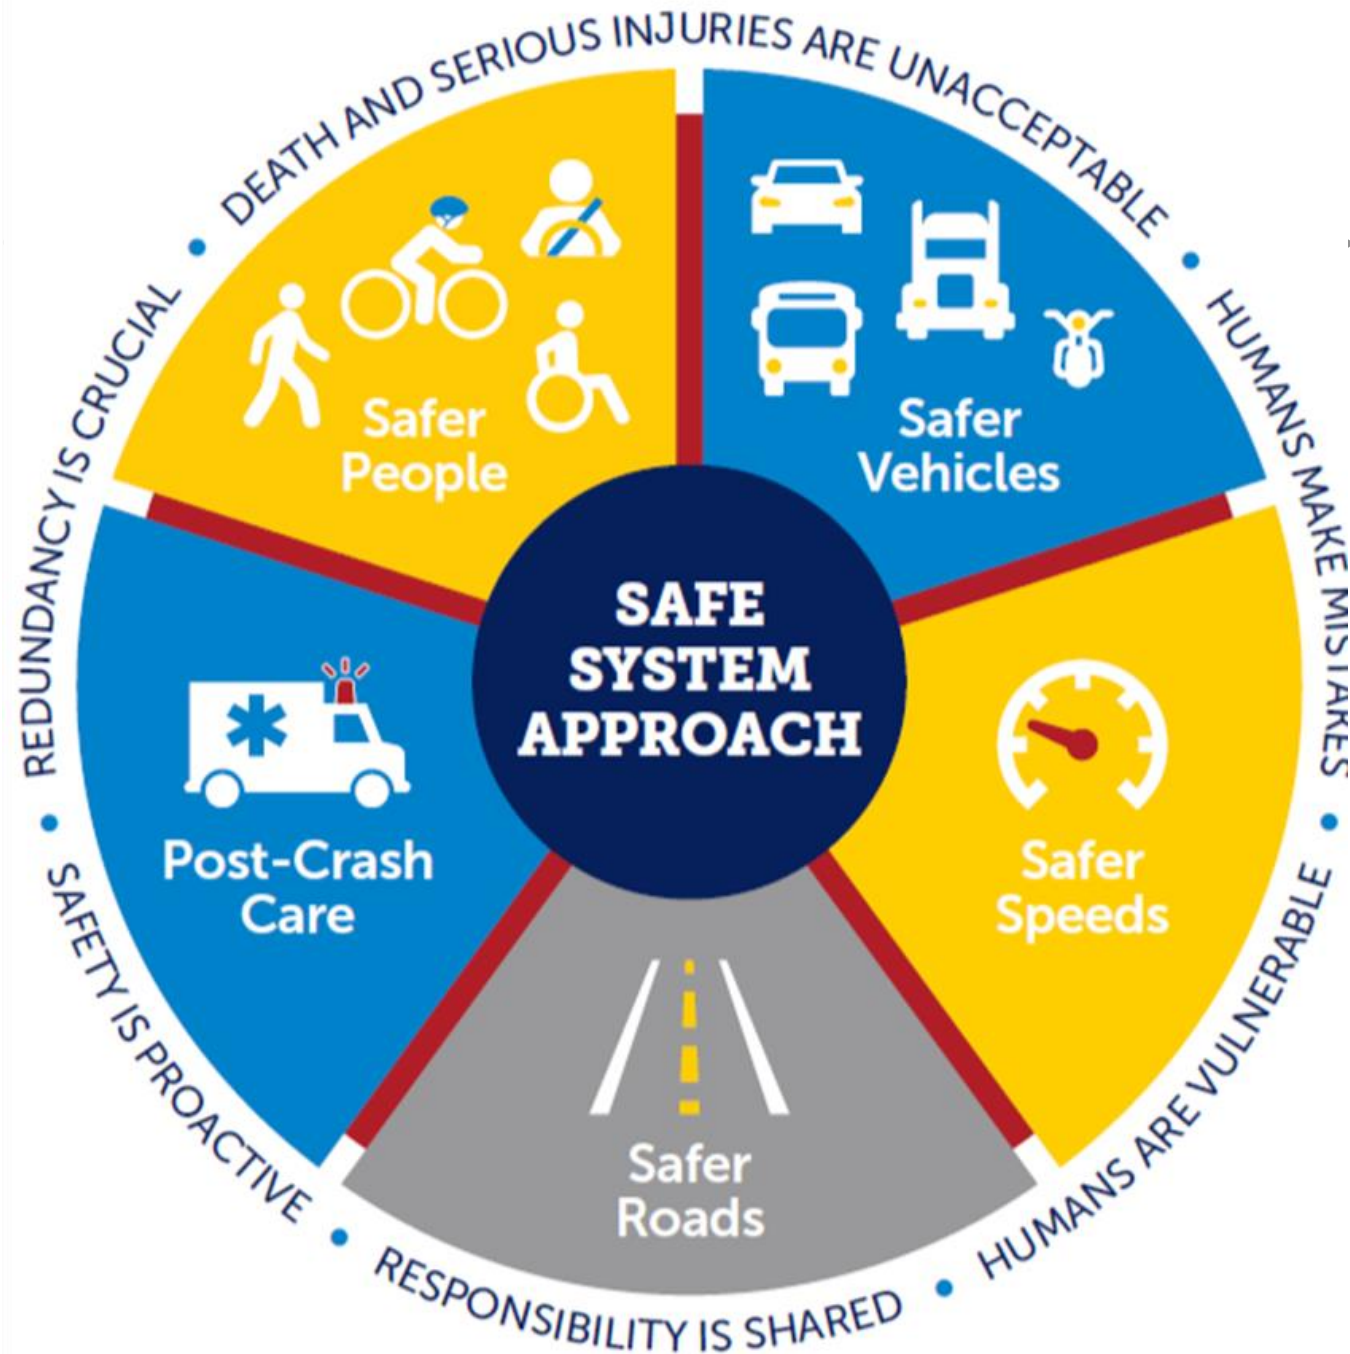 DEATH AND SERIOUS INJURIES ARE UNACCEPTABLE
HUMANS MAKE MISTAKES
HUMANS ARE VULNERABLE
RESPONSIBILITY IS SHARED
SAFETY IS PROACTIVE
REDUNDANCY IS CRUCIAL
Safer
People
Safer
Vehicles
SAFE
SYSTEM
APPROACH
Post-Crash
Care
Safer
Speeds
Safer
Roads